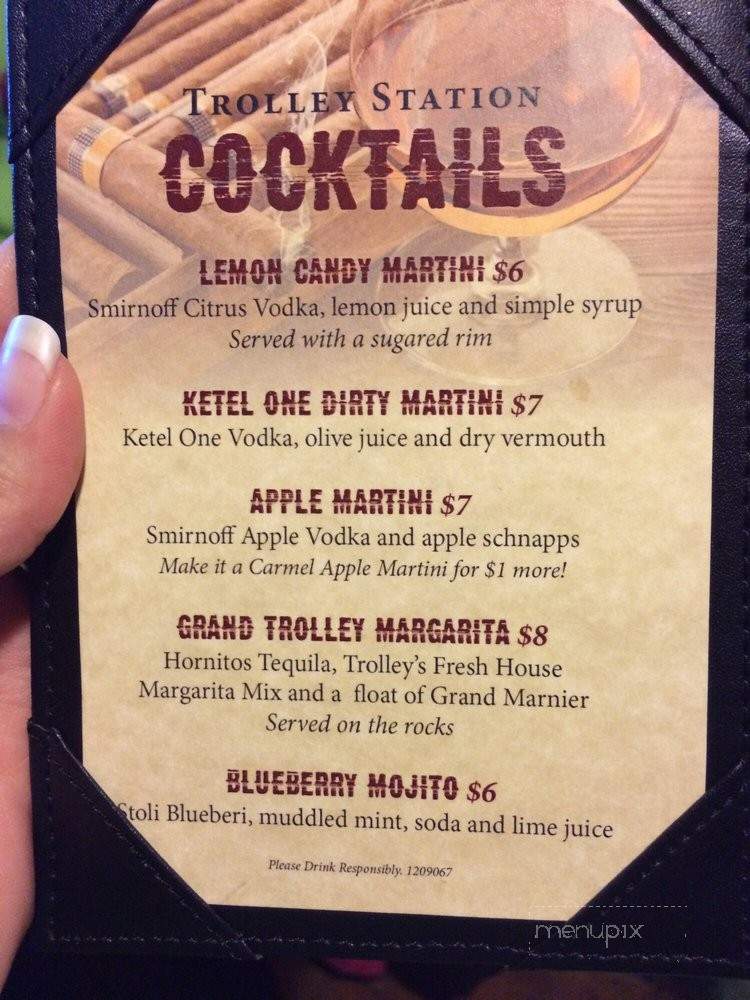 TROLLEY STATION
COCKTAILS
LEMON CANDY MARTINI $6
Smirnoff Citrus Vodka, lemon juice and simple syrup
Served with a sugared rim
KETEL ONE DIRTY MARTINI $7
Ketel One Vodka, olive juice and dry vermouth
APPLE MARTINI $7
Smirnoff Apple Vodka and apple schnapps
Make it a Carmel Apple Martini for $1 more!
GRAND TROLLEY MARGARITA $8
Hornitos Tequila, Trolley's Fresh House
Margarita Mix and a float of Grand Marnier
Served on the rocks
BLUEBERRY MOJITO $6
Stoli Blueberi, muddled mint, soda and lime juice
Please Drink Responsibly. 1209067
menupix